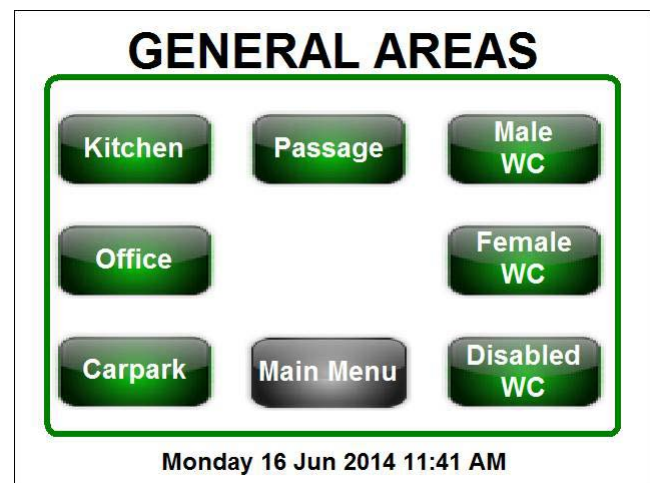 GENERAL AREAS
Kitchen
Passage
Male
WC
Office
Female
WC
Carpark
Main Menu
Disabled
WC
Monday 16 Jun 2014 11:41 AM